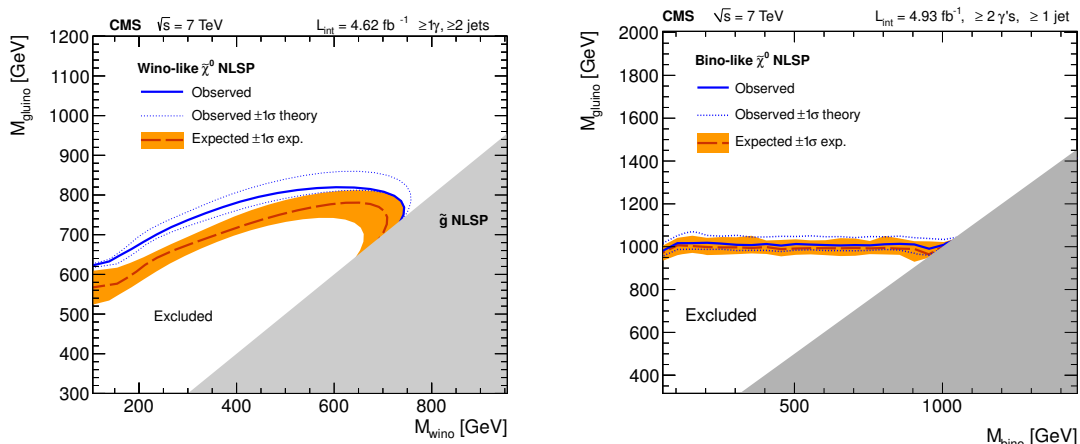 CMS √s = 7 TeV L_int = 4.62 fb⁻¹ ≥1γ, ≥2 jets
M_gluino [GeV]
1200
1100
1000
900
800
700
600
500
400
300
Wino-like χ̃⁰ NLSP
Observed
Observed ±1σ theory
Expected ±1σ exp.
g̃ NLSP
Excluded
200 400 600 800
M_wino [GeV]
CMS √s = 7 TeV L_int = 4.93 fb⁻¹, ≥ 2 γ's, ≥ 1 jet
M_gluino [GeV]
2000
1800
1600
1400
1200
1000
800
600
400
Bino-like χ̃⁰ NLSP
Observed
Observed ±1σ theory
Expected ±1σ exp.
Excluded
500 1000
M_bino [GeV]